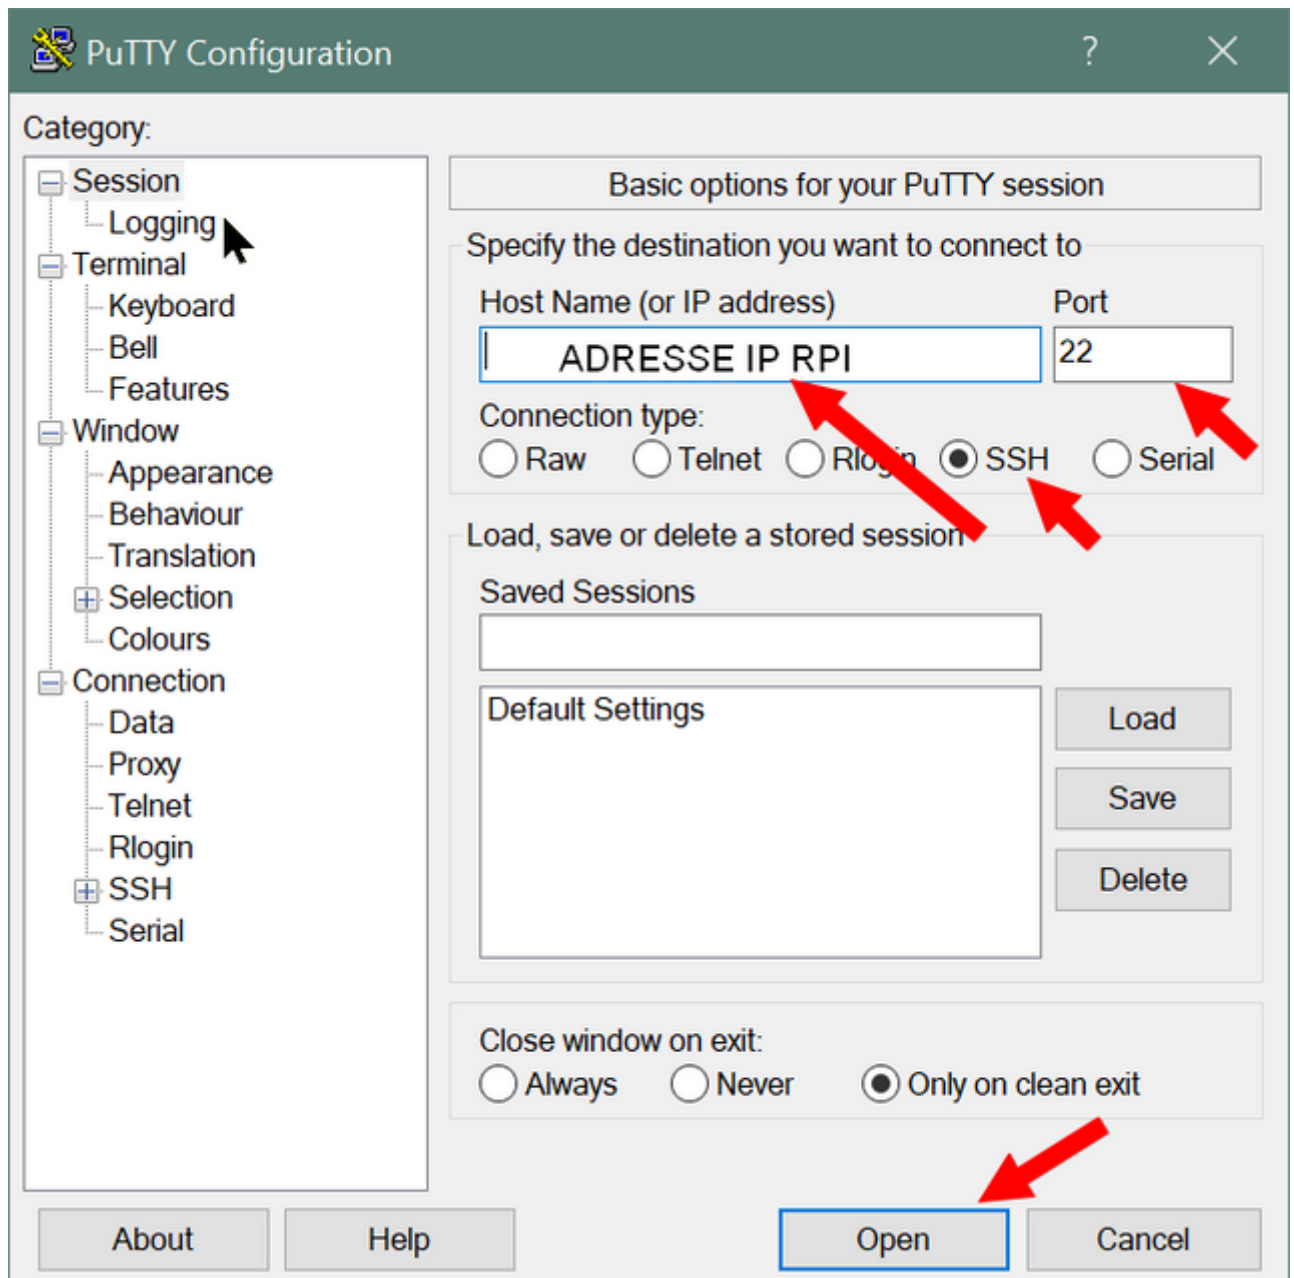 PuTTY Configuration
?
Category:
Session
Logging
Terminal
Keyboard
Bell
Features
Window
Appearance
Behaviour
Translation
Selection
Colours
Connection
Data
Proxy
Telnet
Rlogin
SSH
Serial
Basic options for your PuTTY session
Specify the destination you want to connect to
Host Name (or IP address) Port
ADRESSE IP RPI 22
Connection type:
Raw Telnet Rlogin SSH Serial
Load, save or delete a stored session
Saved Sessions
Default Settings
Load
Save
Delete
Close window on exit:
Always Never Only on clean exit
About Help Open Cancel